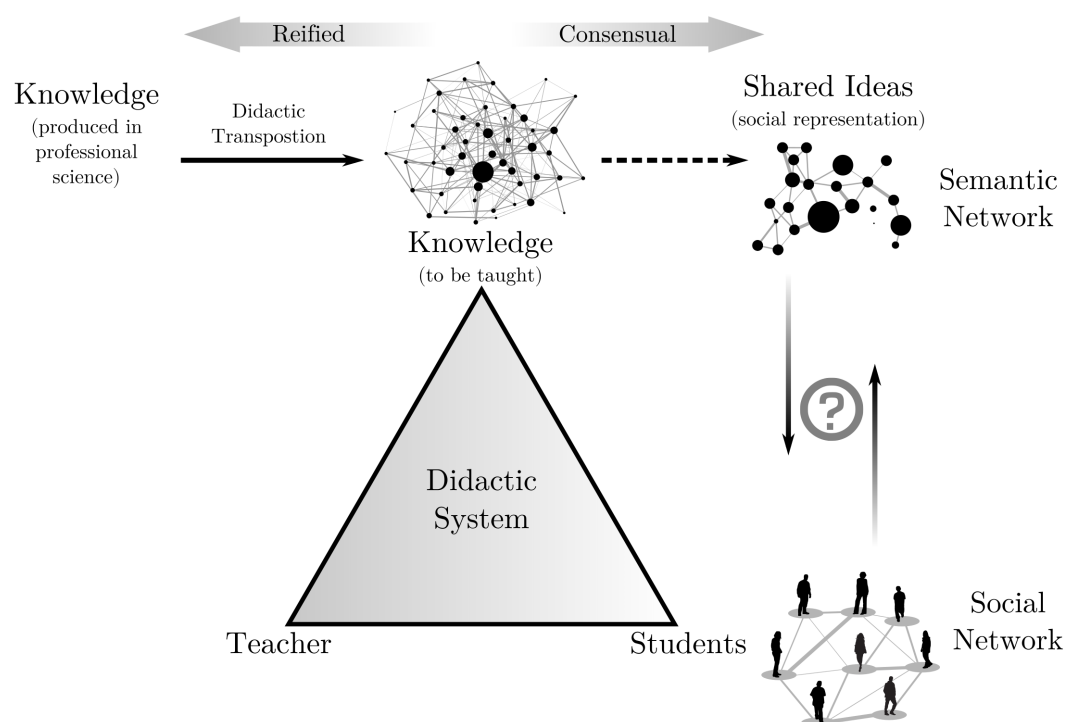 Reified
Consensual
Knowledge
(produced in
professional
science)
Didactic
Transpostion
Shared Ideas
(social representation)
Semantic
Network
Knowledge
(to be taught)
?
Didactic
System
Teacher
Students
Social
Network